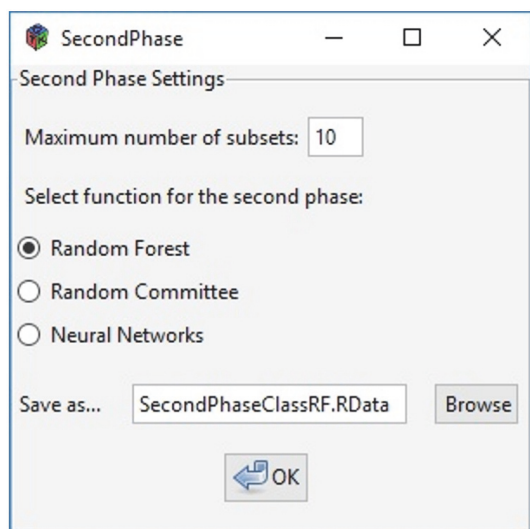 SecondPhase
Second Phase Settings
Maximum number of subsets: 10
Select function for the second phase:
Random Forest
Random Committee
Neural Networks
Save as... SecondPhaseClassRF.RData Browse
OK